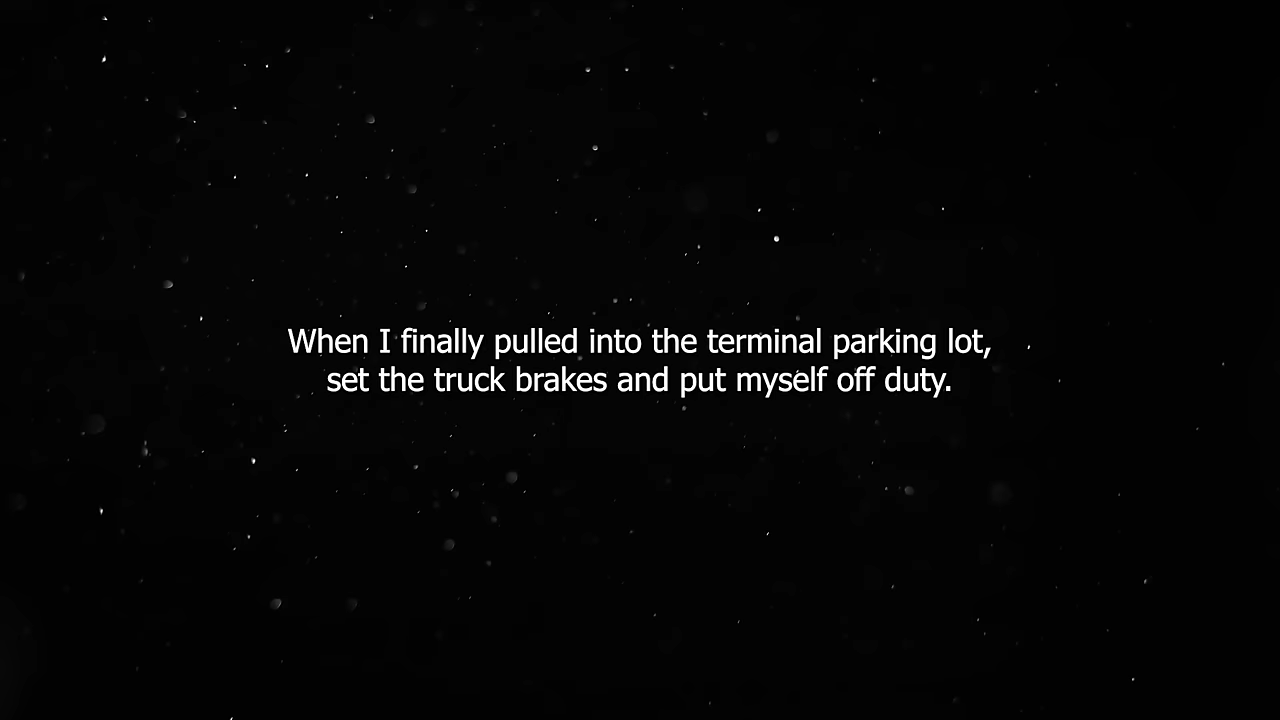 When I finally pulled into the terminal parking lot,
set the truck brakes and put myself off duty.